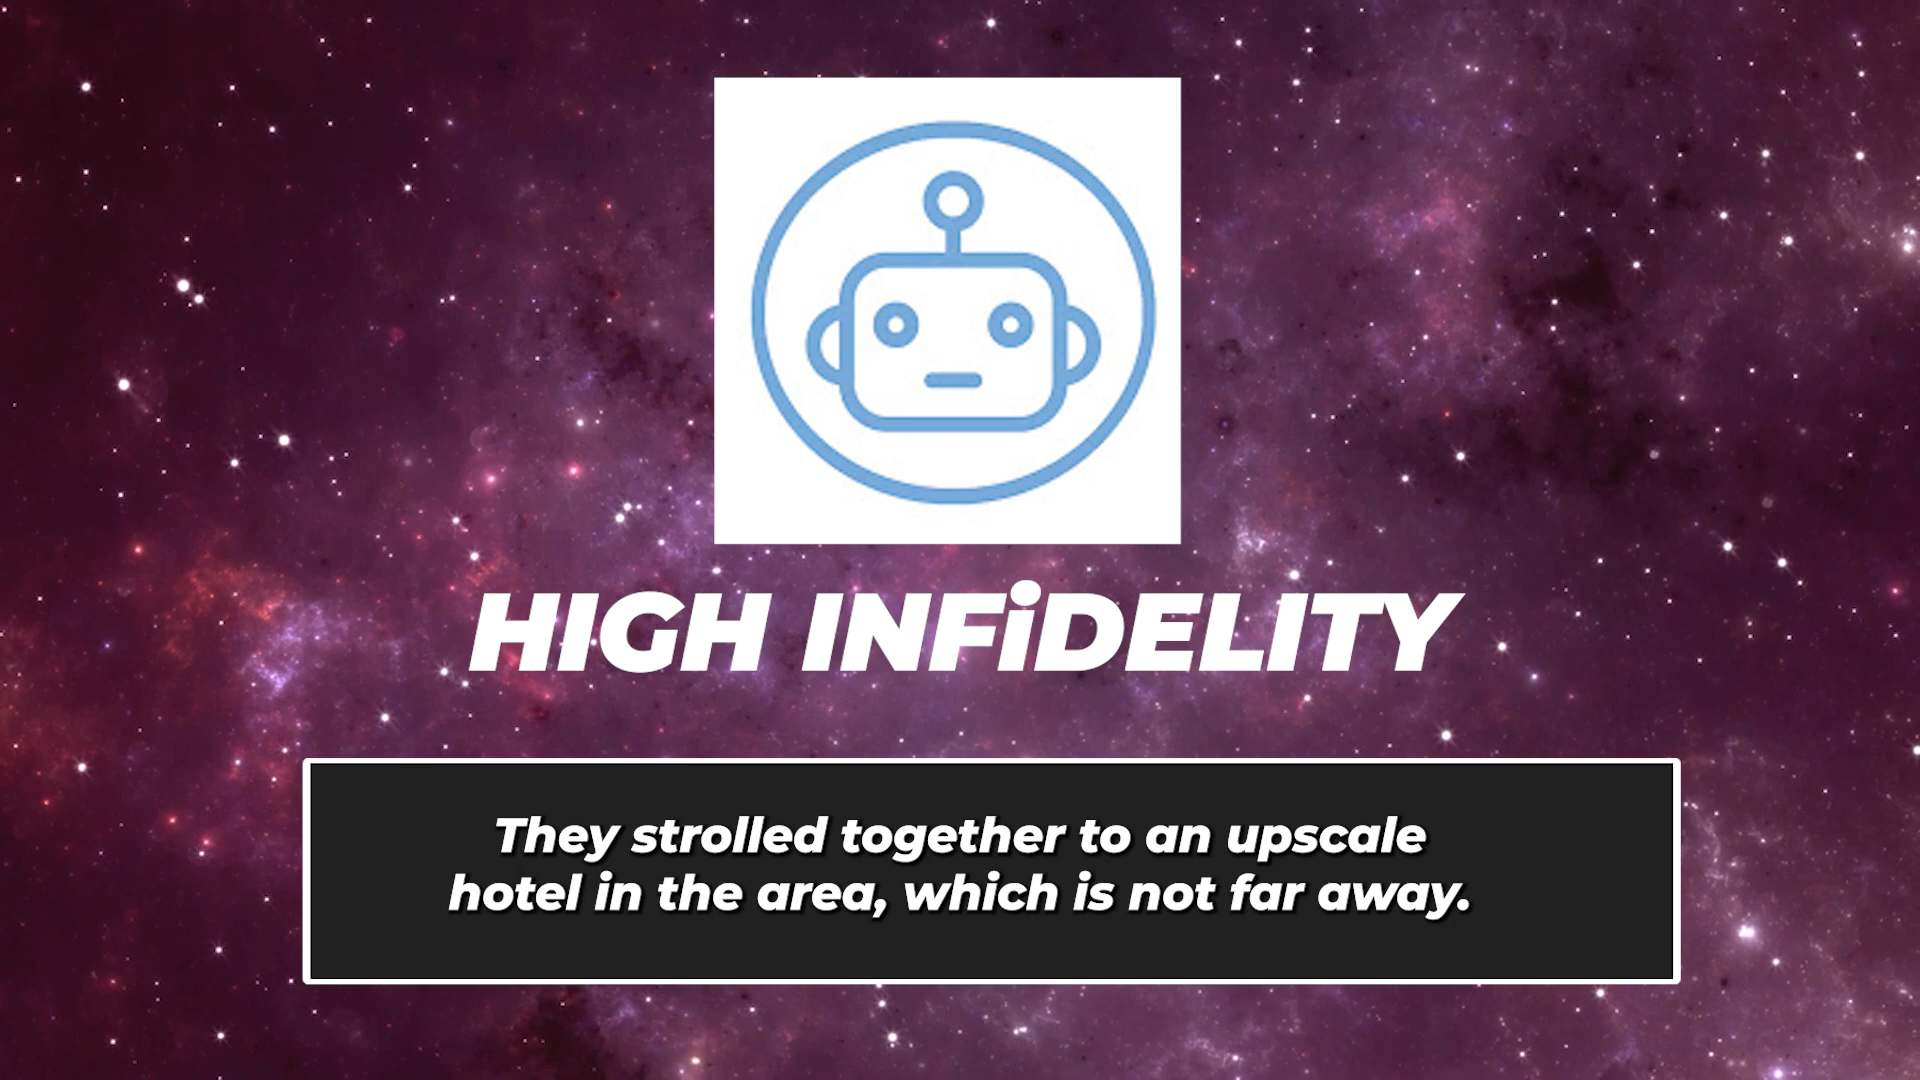 HIGH INFiDELITY
They strolled together to an upscale
hotel in the area, which is not far away.